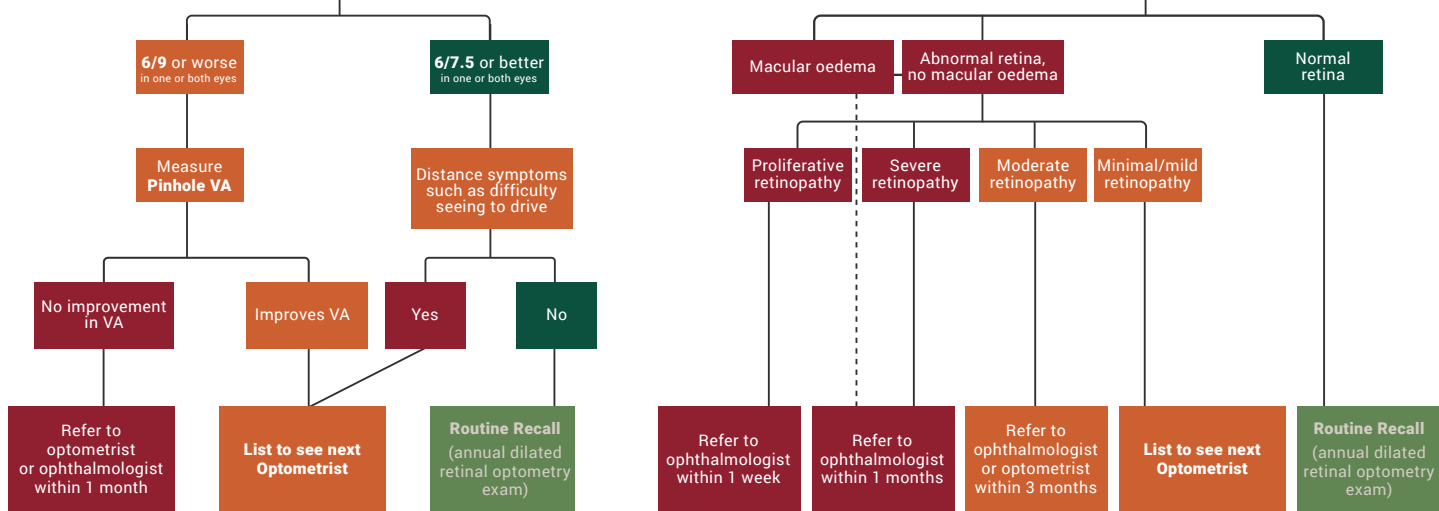 6/9 or worse
in one or both eyes
6/7.5 or better
in one or both eyes
Measure
Pinhole VA
Distance symptoms
such as difficulty
seeing to drive
No improvement
in VA
Improves VA
Yes
No
Refer to
optometrist
or ophthalmologist
within 1 month
List to see next
Optometrist
Routine Recall
(annual dilated
retinal optometry
exam)
Macular oedema
Abnormal retina,
no macular oedema
Normal
retina
Proliferative
retinopathy
Severe
retinopathy
Moderate
retinopathy
Minimal/mild
retinopathy
Refer to
ophthalmologist
within 1 week
Refer to
ophthalmologist
within 1 months
Refer to
ophthalmologist
or optometrist
within 3 months
List to see next
Optometrist
Routine Recall
(annual dilated
retinal optometry
exam)